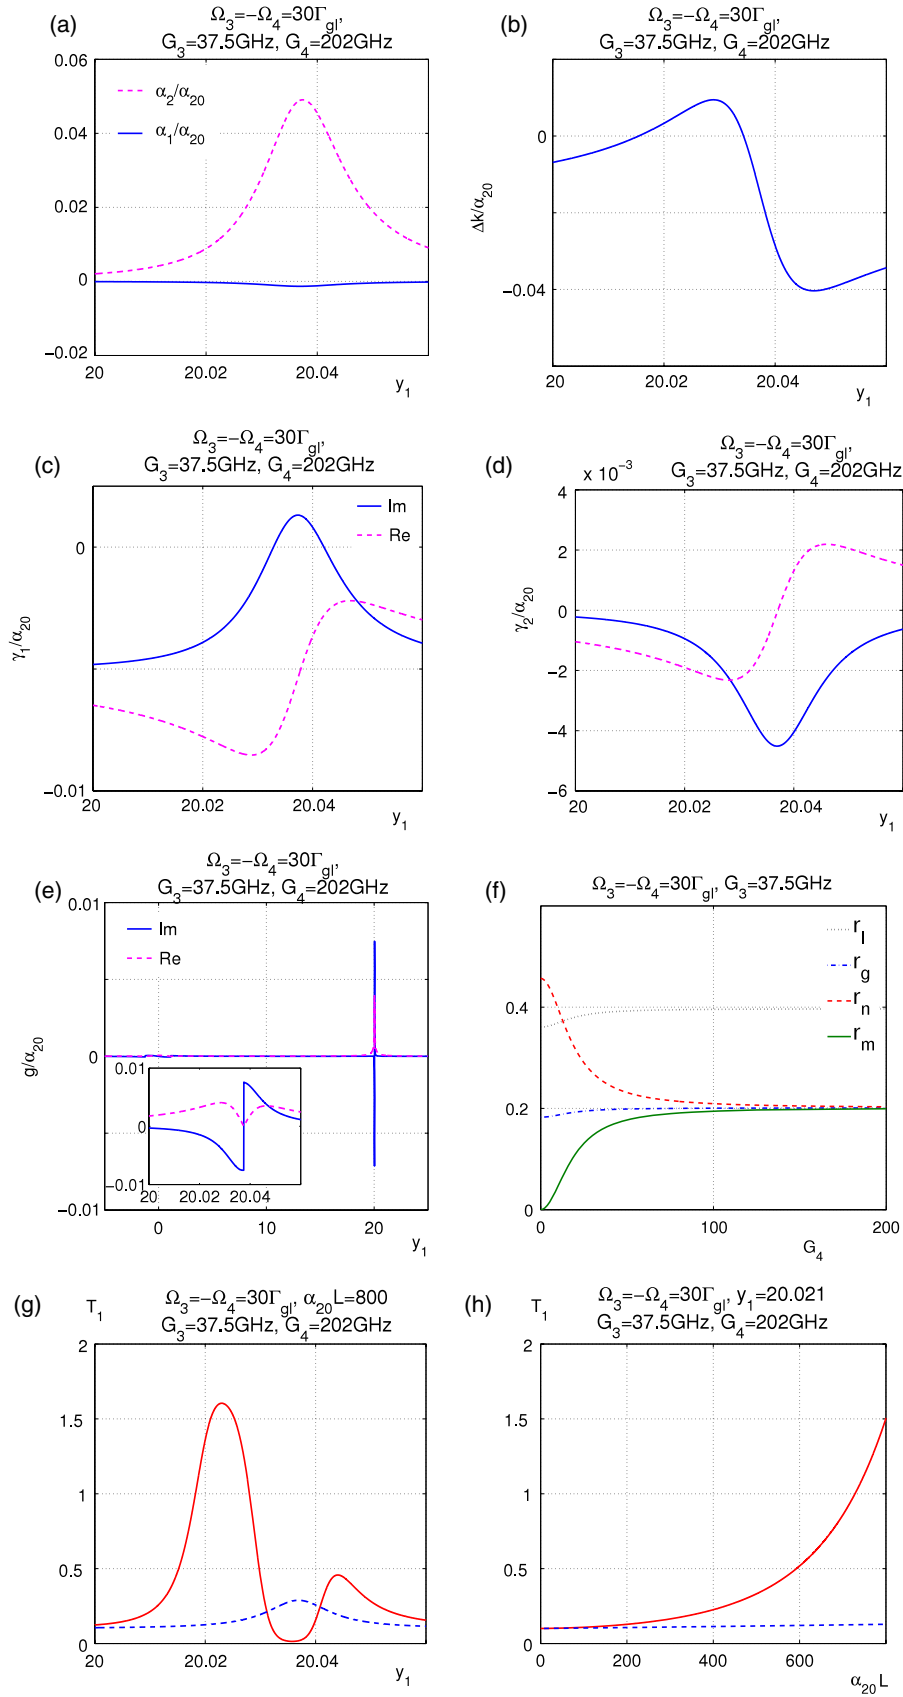 (a)
Ω3=−Ω4=30Γgl,
G3=37.5GHz, G4=202GHz
0.06
0.04
0.02
0
−0.02
α2/α20
α1/α20
20
20.02
20.04
y1
(b)
Ω3=−Ω4=30Γgl,
G3=37.5GHz, G4=202GHz
Δk/α20
0
−0.04
20
20.02
20.04
y1
(c)
Ω3=−Ω4=30Γgl,
G3=37.5GHz, G4=202GHz
γ1/α20
0
−0.01
Im
Re
20
20.02
20.04
y1
(d)
Ω3=−Ω4=30Γgl,
x 10−3
G3=37.5GHz, G4=202GHz
γ2/α20
4
2
0
−2
−4
−6
20
20.02
20.04
y1
(e)
Ω3=−Ω4=30Γgl,
G3=37.5GHz, G4=202GHz
g/α20
0.01
0
−0.01
Im
Re
0.01
0
−0.01
20
20.02
20.04
0
10
20
y1
(f)
Ω3=−Ω4=30Γgl, G3=37.5GHz
0.4
0.2
0
rl
rg
rn
rm
0
100
200
G4
(g)
T1
Ω3=−Ω4=30Γgl, α20L=800
G3=37.5GHz, G4=202GHz
2
1.5
1
0.5
0
20
20.02
20.04
y1
(h)
T1
Ω3=−Ω4=30Γgl, y1=20.021
G3=37.5GHz, G4=202GHz
2
1.5
1
0.5
0
0
200
400
600
α20L